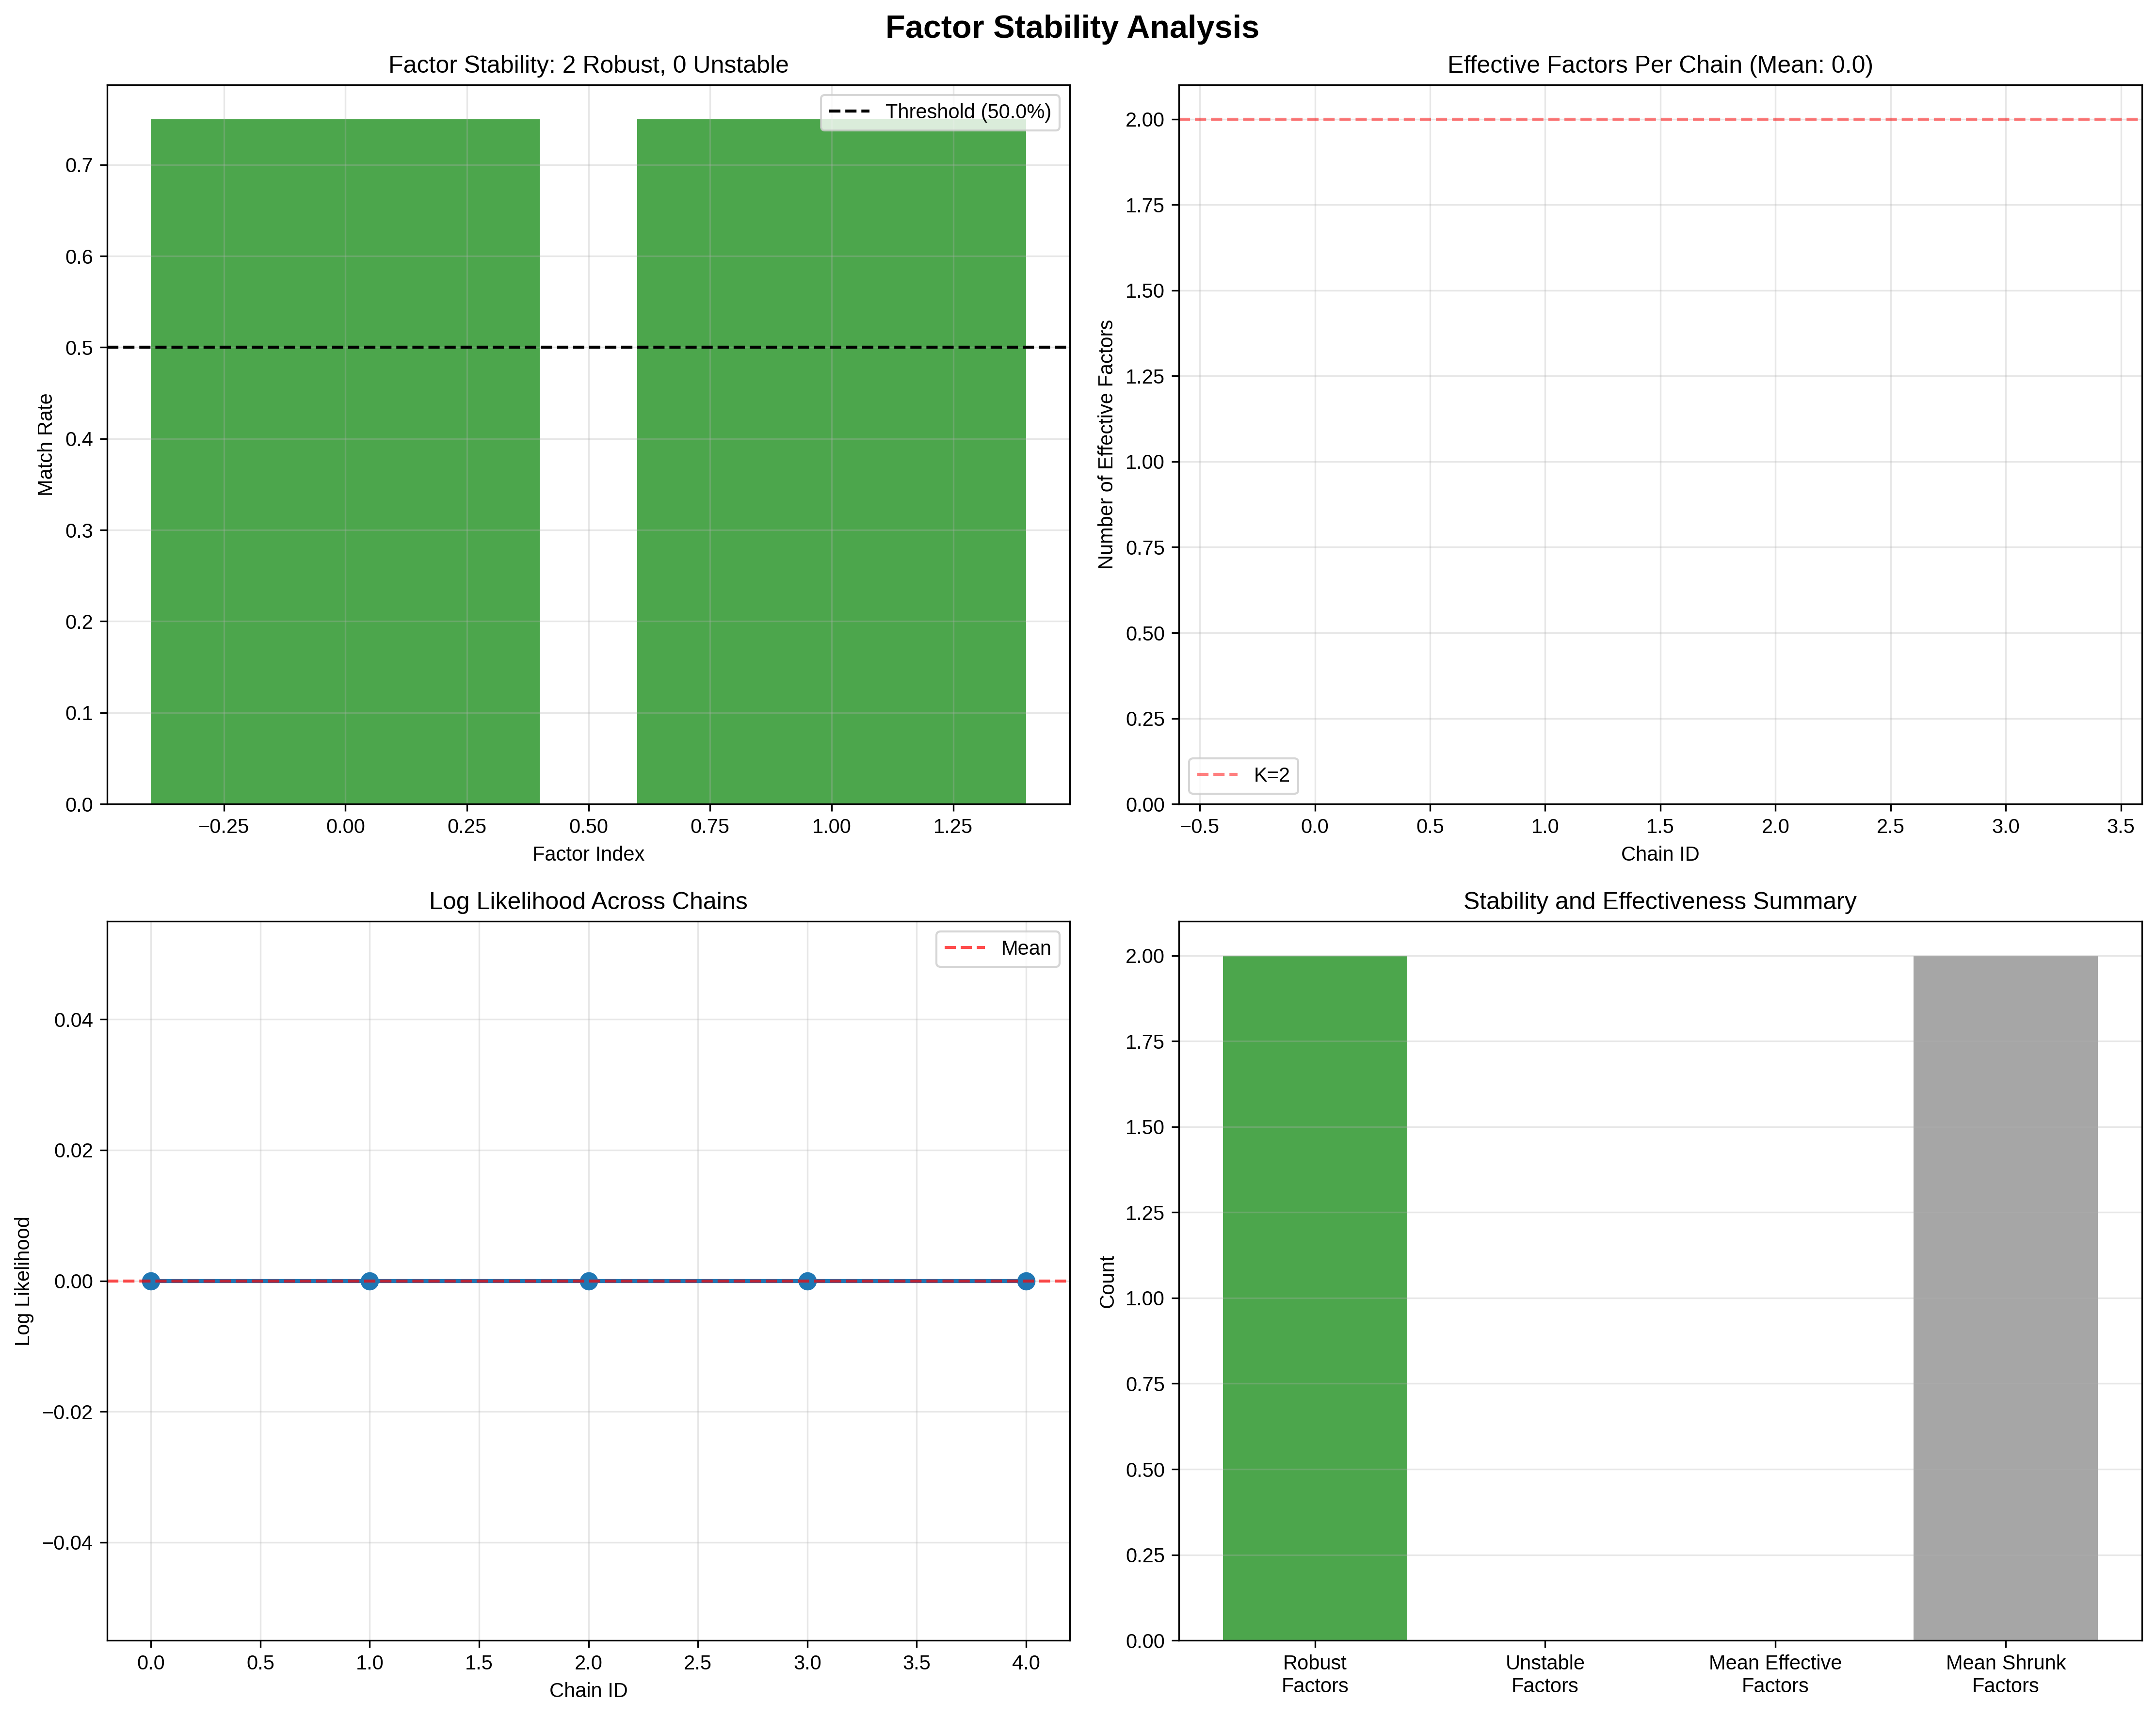 Factor Stability Analysis
Factor Stability: 2 Robust, 0 Unstable
Threshold (50.0%)
0.7
0.6
0.5
0.4
0.3
0.2
0.1
0.0
Match Rate
−0.25 0.00 0.25 0.50 0.75 1.00 1.25
Factor Index
Effective Factors Per Chain (Mean: 0.0)
2.00
1.75
1.50
1.25
1.00
0.75
0.50
0.25
0.00
Number of Effective Factors
K=2
−0.5 0.0 0.5 1.0 1.5 2.0 2.5 3.0 3.5
Chain ID
Log Likelihood Across Chains
Mean
0.04
0.02
0.00
−0.02
−0.04
Log Likelihood
0.0 0.5 1.0 1.5 2.0 2.5 3.0 3.5 4.0
Chain ID
Stability and Effectiveness Summary
2.00
1.75
1.50
1.25
1.00
0.75
0.50
0.25
0.00
Count
Robust Unstable Mean Effective Mean Shrunk
Factors Factors Factors Factors